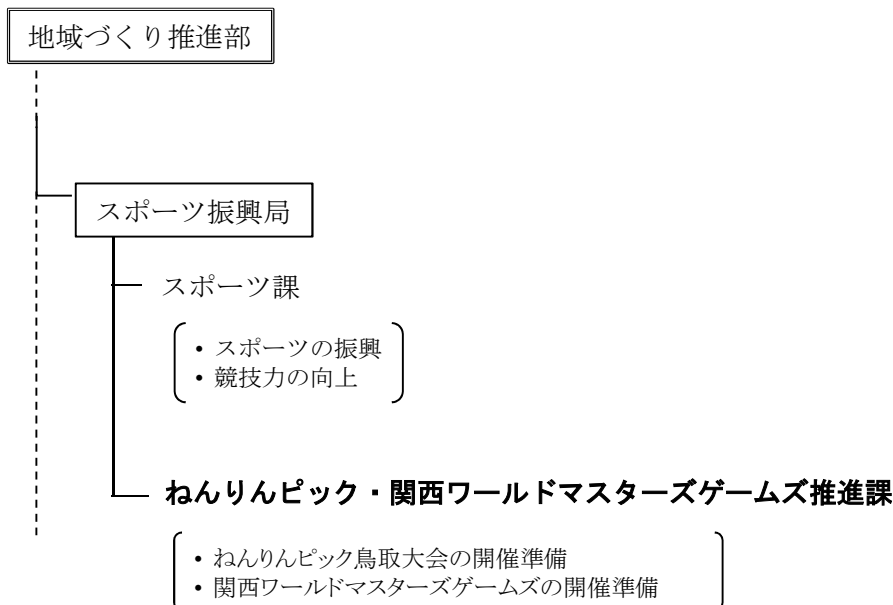 地域づくり推進部
スポーツ振興局
スポーツ課
・スポーツの振興
・競技力の向上
ねんりんピック・関西ワールドマスターズゲームズ推進課
・ねんりんピック鳥取大会の開催準備
・関西ワールドマスターズゲームズの開催準備